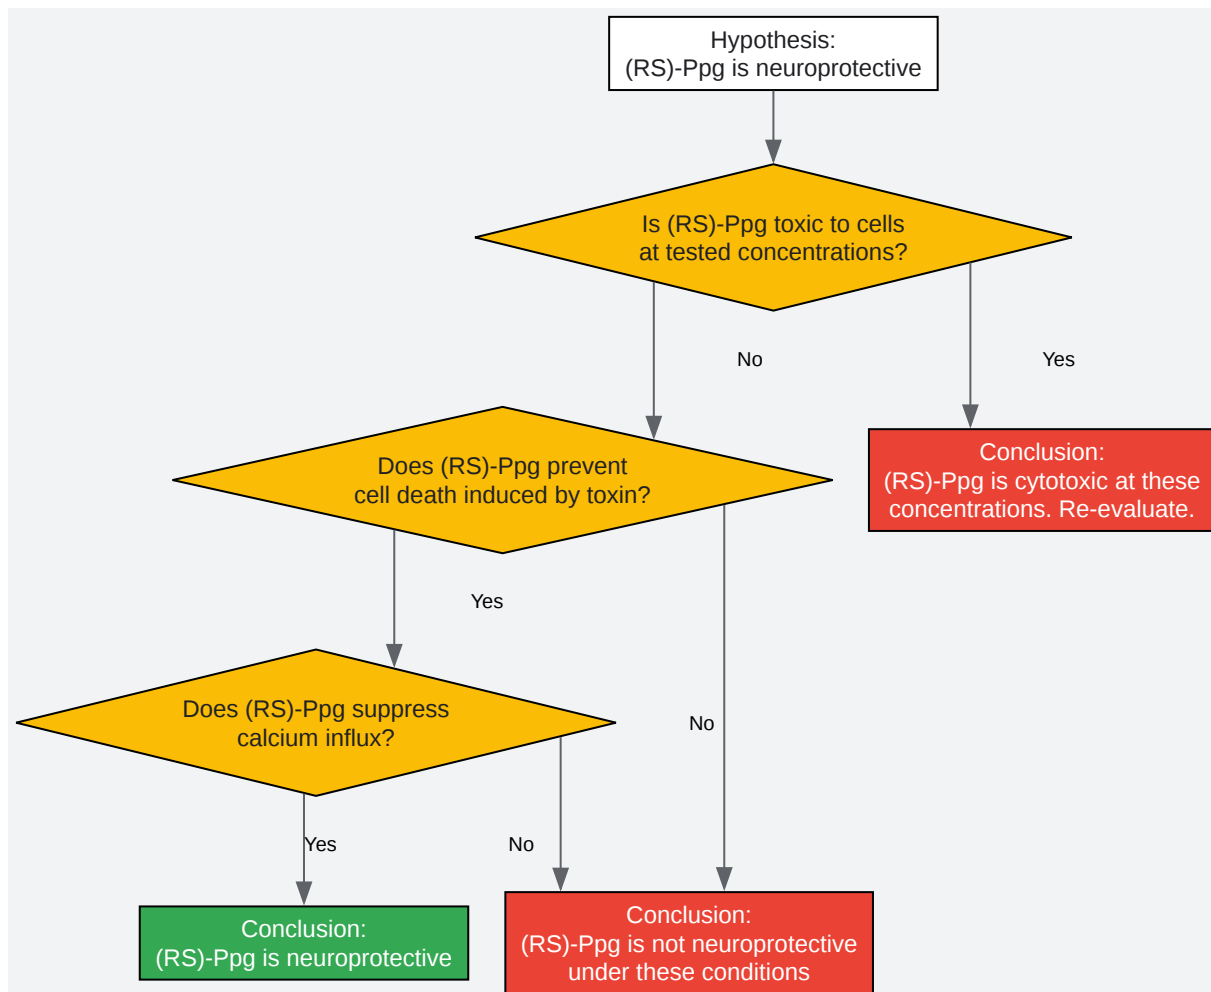 Hypothesis:
(RS)-Ppg is neuroprotective
Is (RS)-Ppg toxic to cells
at tested concentrations?
No
Yes
Does (RS)-Ppg prevent
cell death induced by toxin?
Conclusion:
(RS)-Ppg is cytotoxic at these
concentrations. Re-evaluate.
Yes
Does (RS)-Ppg suppress
calcium influx?
No
Yes
No
Conclusion:
(RS)-Ppg is neuroprotective
Conclusion:
(RS)-Ppg is not neuroprotective
under these conditions